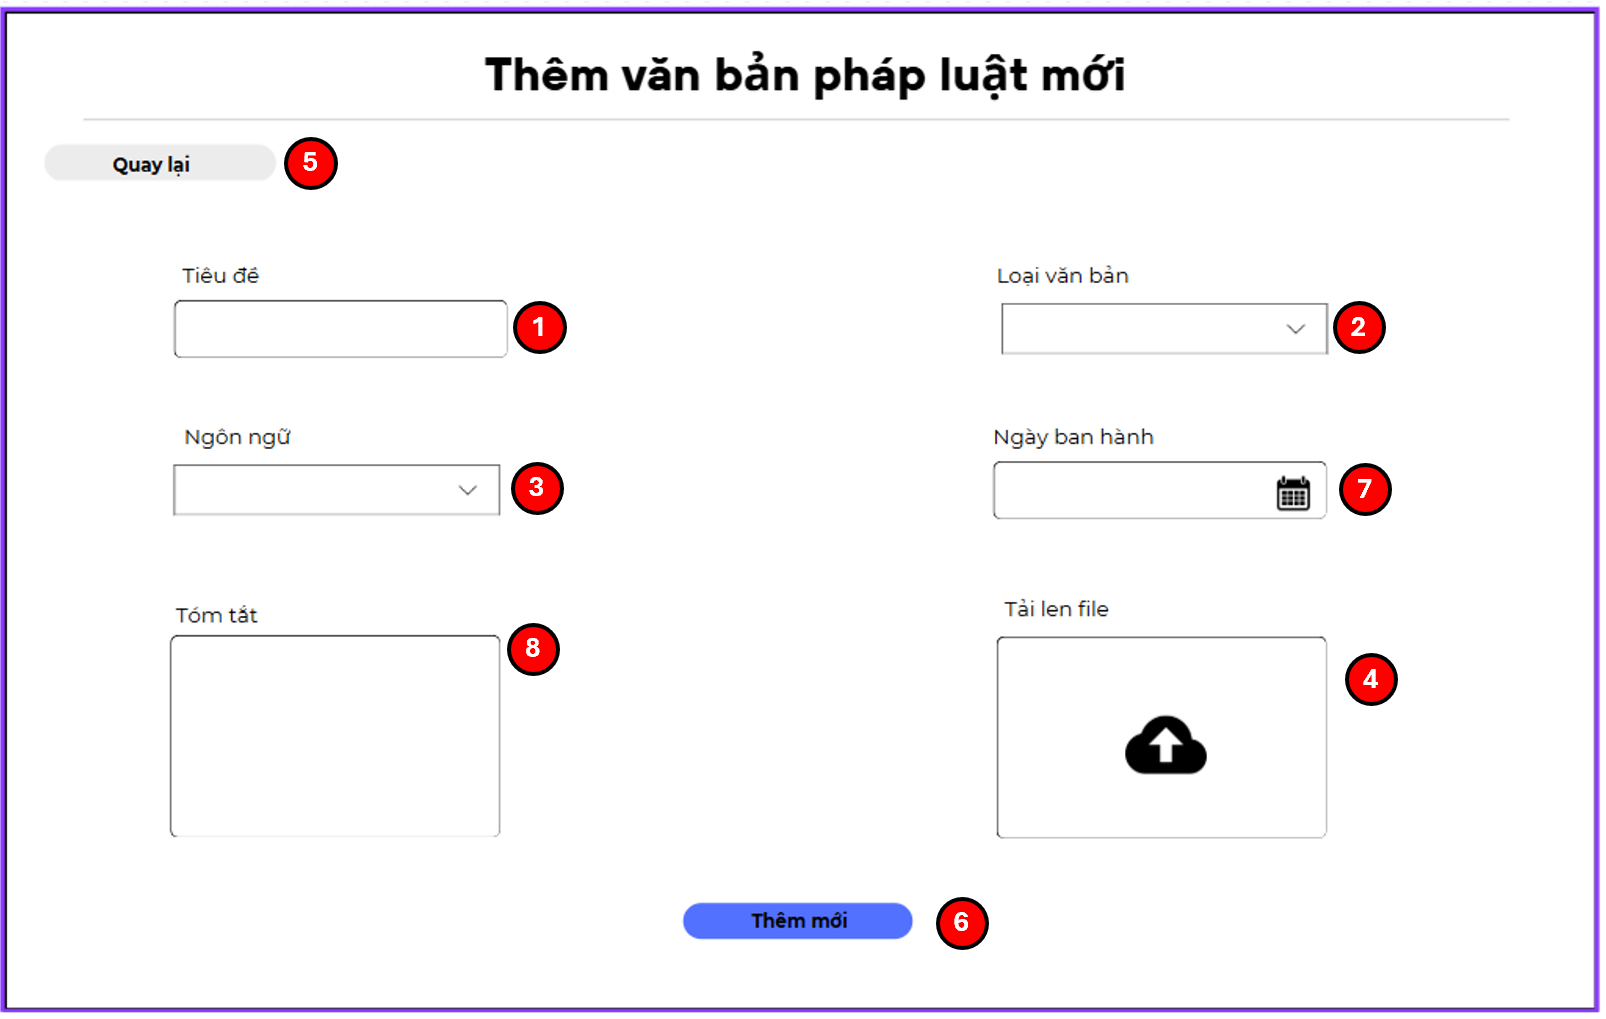 Thêm văn bản pháp luật mới
Quay lại 5
Tiêu đề
Loại văn bản
1
2
Ngôn ngữ
Ngày ban hành
3
7
Tóm tắt
Tải len file
8
4
Thêm mới 6